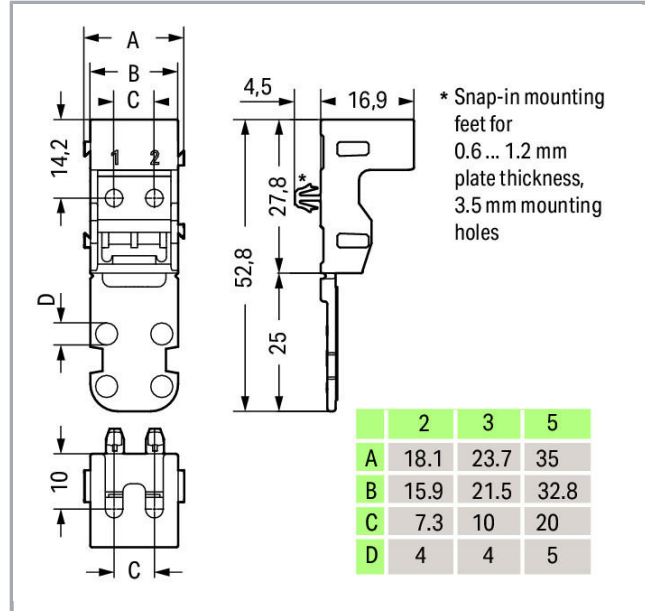 A
B
C
4,5
16,9
14,2
1 2
*
27,8
52,8
25
D
10
C
* Snap-in mounting
feet for
0.6 ... 1.2 mm
plate thickness,
3.5 mm mounting
holes
2 3 5
A 18.1 23.7 35
B 15.9 21.5 32.8
C 7.3 10 20
D 4 4 5